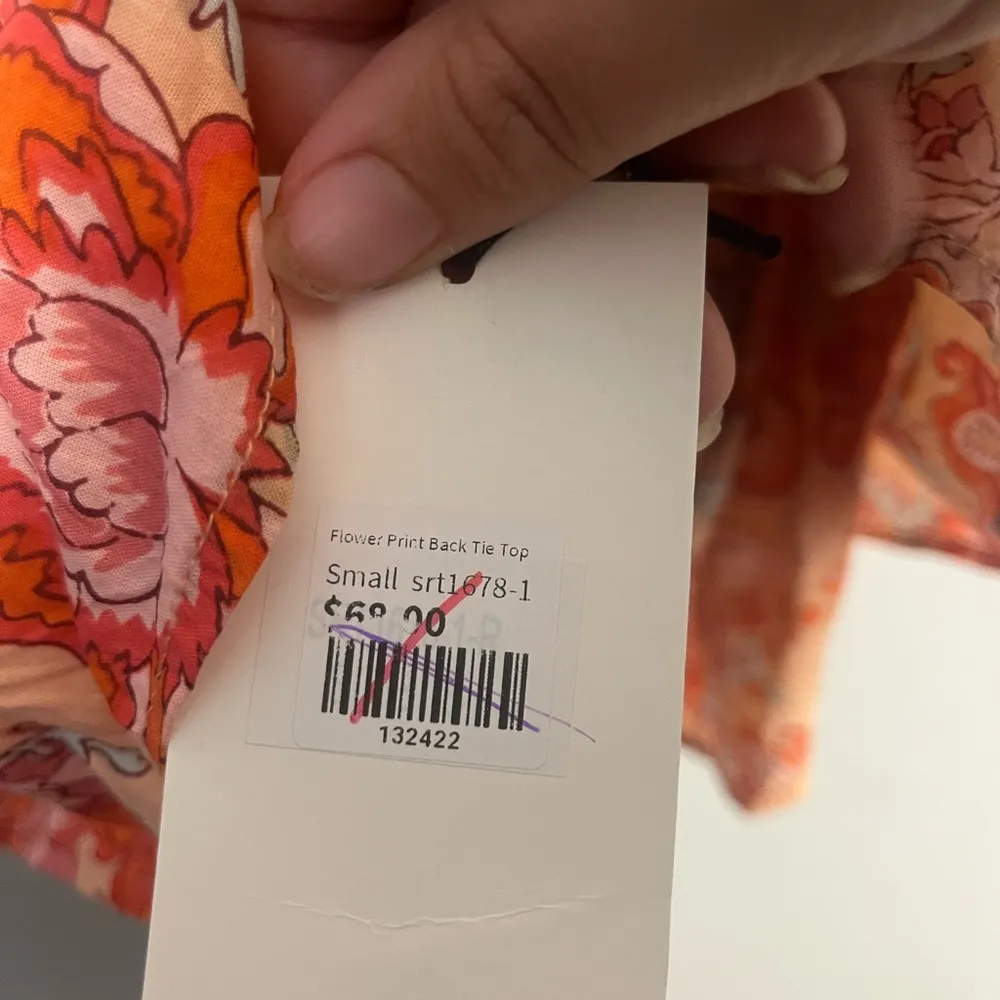 Flower Print Back Tie Top
Small srt1678-1
$68.00
132422